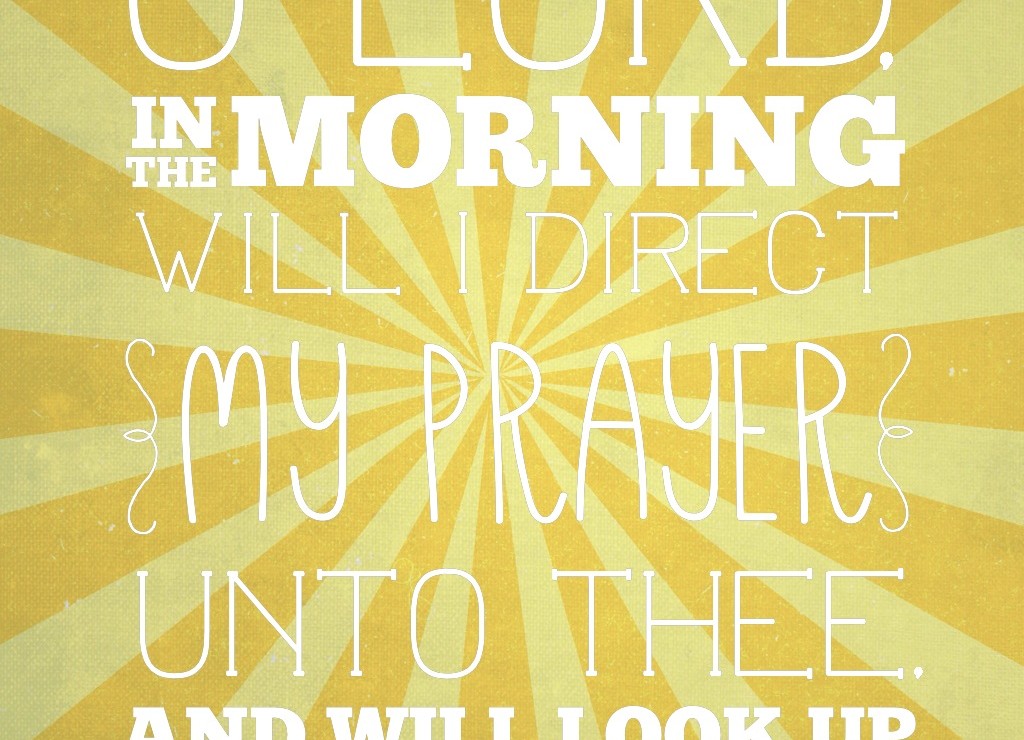 O LORD,
IN THE MORNING
WILL I DIRECT
MY PRAYER
UNTO THEE,
AND WILL LOOK UP